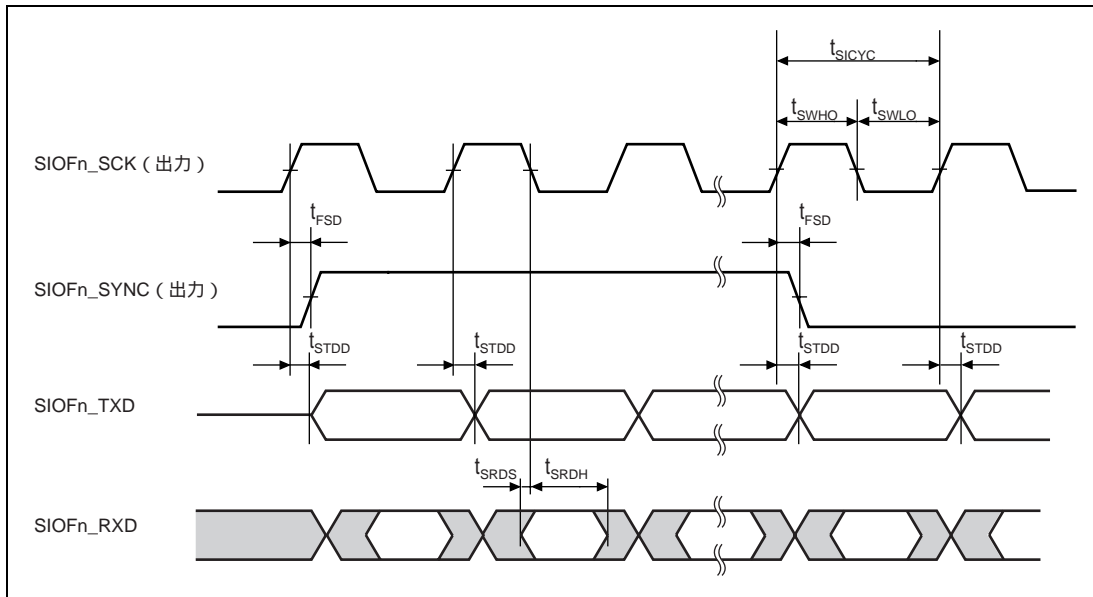 tSICYC
tSWHO tSWLO
SIOFn_SCK（出力）
tFSD tFSD
SIOFn_SYNC（出力）
tSTDD tSTDD tSTDD tSTDD
SIOFn_TXD
tSRDS tSRDH
SIOFn_RXD